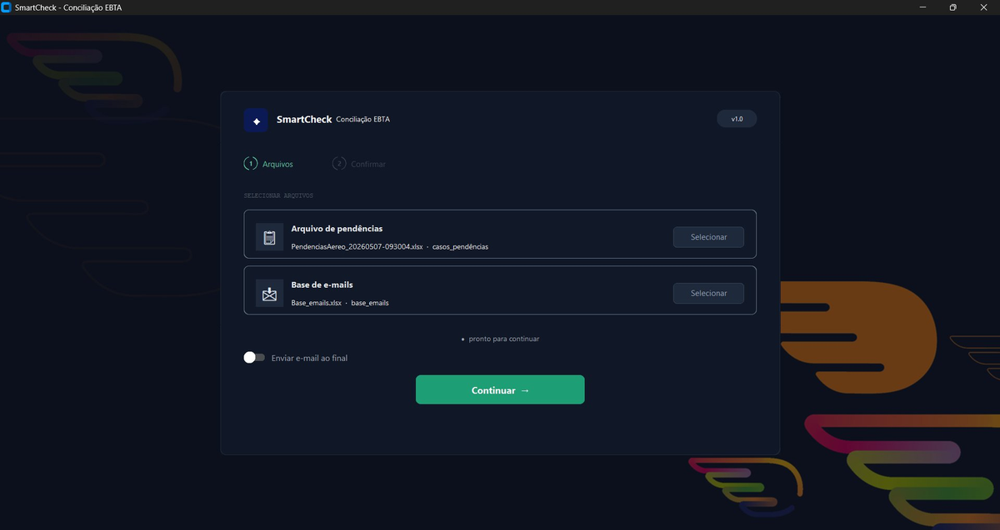 SmartCheck - Conciliação EBTA
SmartCheck Conciliação EBTA
v1.0
1 Arquivos
2 Confirmar
SELECIONAR ARQUIVOS
Arquivo de pendências
PendenciasAereo_20260507-093004.xlsx · casos_pendências
Selecionar
Base de e-mails
Base_emails.xlsx · base_emails
Selecionar
• pronto para continuar
Enviar e-mail ao final
Continuar →